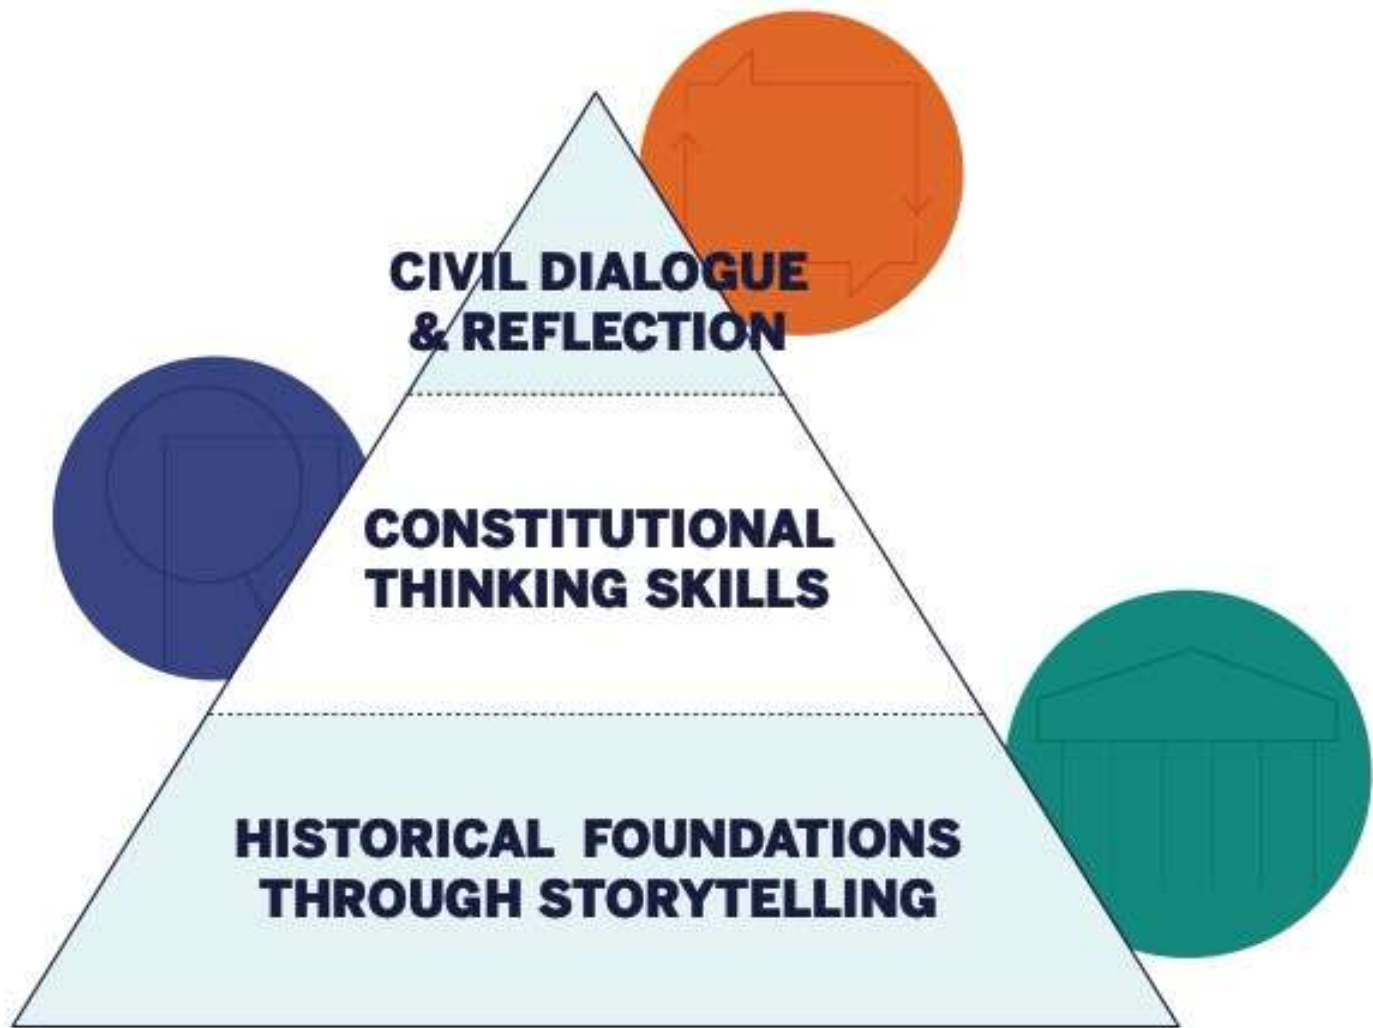 CIVIL DIALOGUE
& REFLECTION
CONSTITUTIONAL
THINKING SKILLS
HISTORICAL FOUNDATIONS
THROUGH STORYTELLING